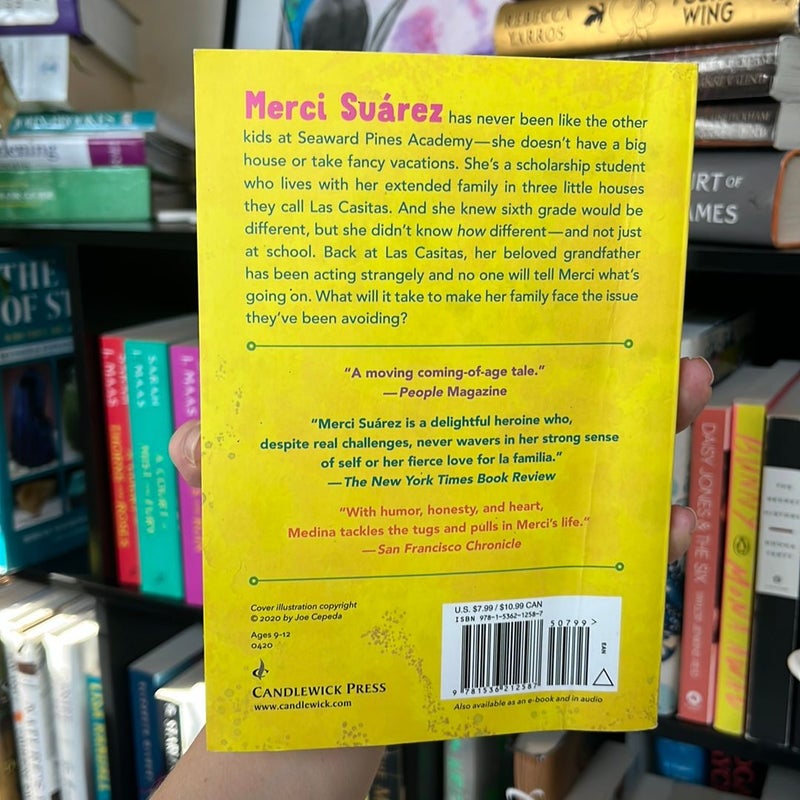 REBECCA
YARROS
WING
Merci Suárez has never been like the other
kids at Seaward Pines Academy—she doesn't have a big
house or take fancy vacations. She's a scholarship student
who lives with her extended family in three little houses
they call Las Casitas. And she knew sixth grade would be
different, but she didn't know how different—and not just
at school. Back at Las Casitas, her beloved grandfather
has been acting strangely and no one will tell Merci what's
going on. What will it take to make her family face the issue
they've been avoiding?
"A moving coming-of-age tale."
—People Magazine
"Merci Suárez is a delightful heroine who,
despite real challenges, never wavers in her strong sense
of self or her fierce love for la familia."
—The New York Times Book Review
"With humor, honesty, and heart,
Medina tackles the tugs and pulls in Merci's life."
—San Francisco Chronicle
Cover illustration copyright
© 2020 by Joe Cepeda
Ages 9-12
0420
CANDLEWICK PRESS
www.candlewick.com
U.S. $7.99 / $10.99 CAN
ISBN 978-1-5362-1258-7
50799>
EAN
9 781536 212587
Also available as an e-book and in audio
THE
OF
SARAH
J. MAAS
DAISY JONES & THE SIX